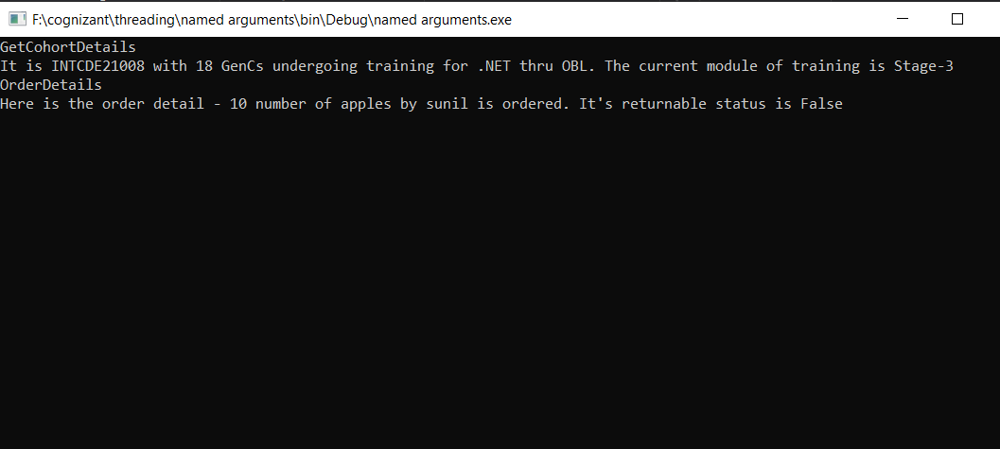 F:\cognizant\threading\named arguments\bin\Debug\named arguments.exe
GetCohortDetails
It is INTCDE21008 with 18 GenCs undergoing training for .NET thru OBL. The current module of training is Stage-3
OrderDetails
Here is the order detail - 10 number of apples by sunil is ordered. It's returnable status is False